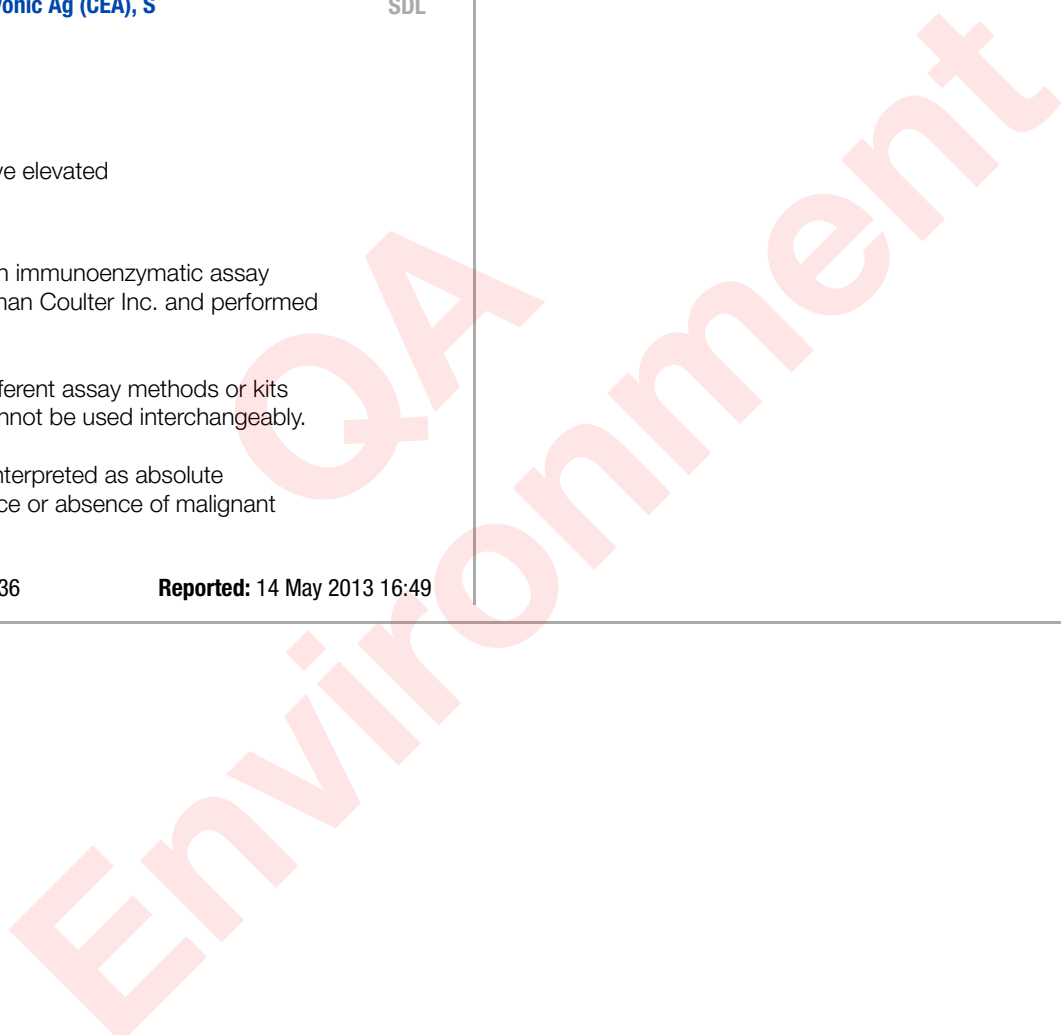 onic Ag (CEA), S SDL
ve elevated
n immunoenzymatic assay
nan Coulter Inc. and performed
ferent assay methods or kits
nnot be used interchangeably.
nterpreted as absolute
ce or absence of malignant
36 Reported: 14 May 2013 16:49
QA
Environment